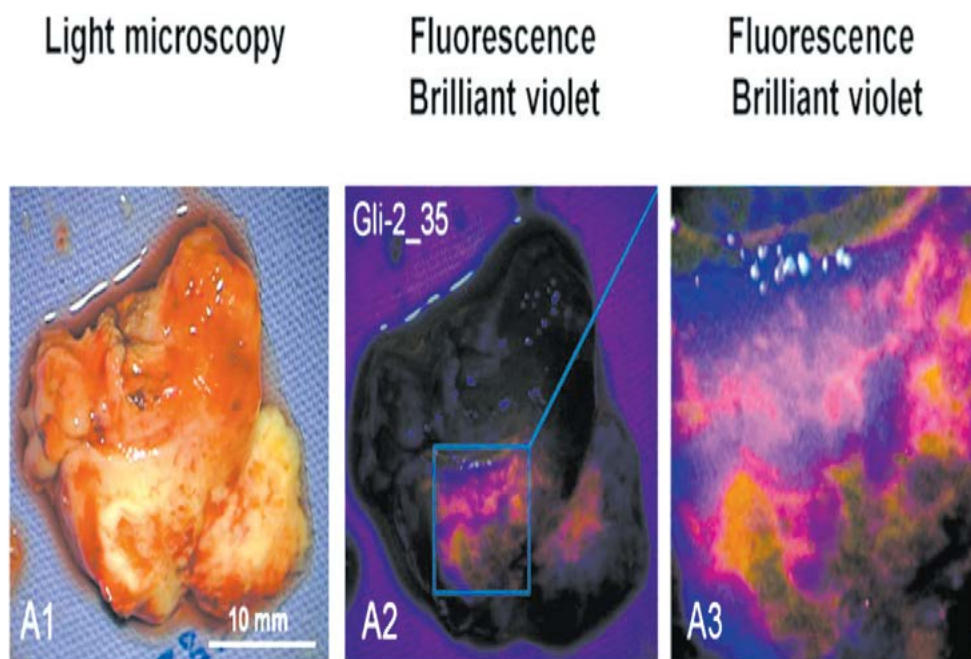 Light microscopy
Fluorescence
Brilliant violet
Fluorescence
Brilliant violet
Gli-2_35
A1
10 mm
A2
A3